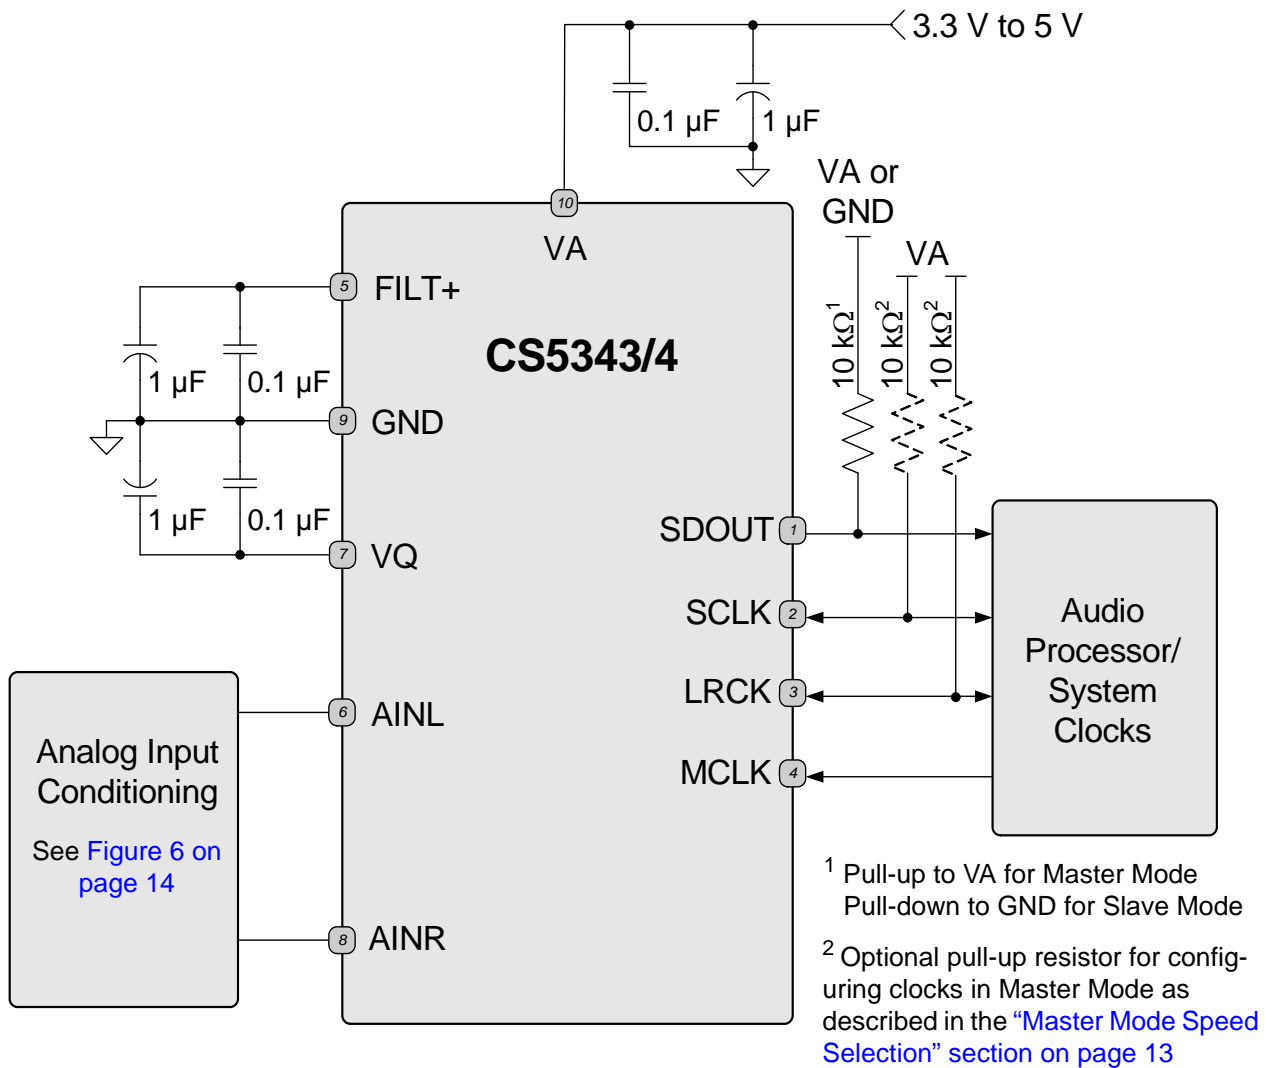 3.3 V to 5 V
0.1 µF
1 µF
VA or
GND
VA
10
VA
5
FILT+
CS5343/4
10 kΩ1
10 kΩ2
10 kΩ2
1 µF
0.1 µF
9
GND
1 µF
0.1 µF
7
VQ
SDOUT
1
SCLK
2
LRCK
3
MCLK
4
Audio
Processor/
System
Clocks
6
AINL
Analog Input
Conditioning
See Figure 6 on
page 14
8
AINR
1 Pull-up to VA for Master Mode
Pull-down to GND for Slave Mode
2 Optional pull-up resistor for config-
uring clocks in Master Mode as
described in the “Master Mode Speed
Selection” section on page 13